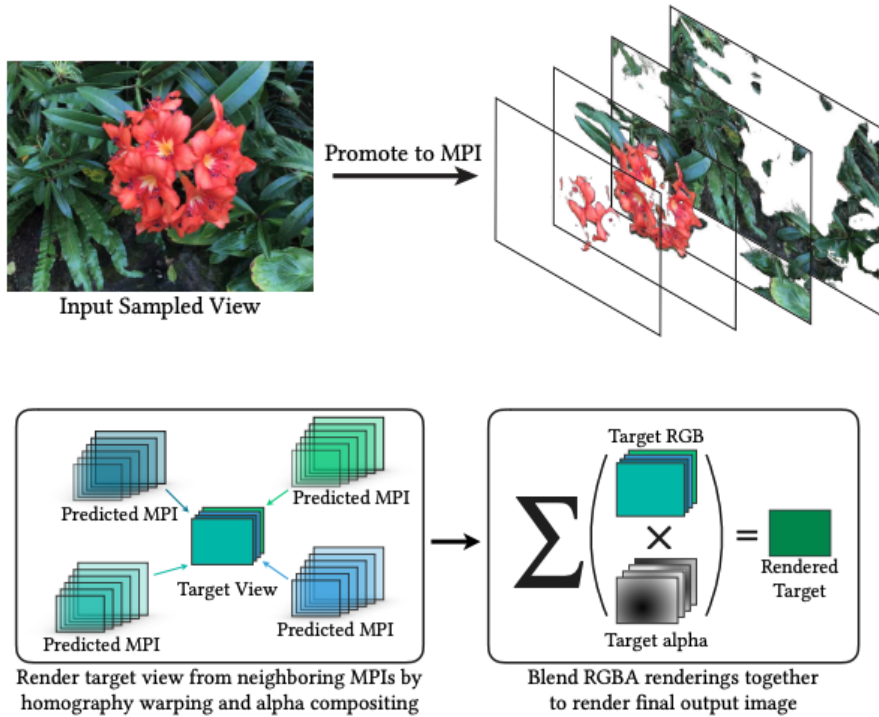 Promote to MPI
Input Sampled View
Predicted MPI
Predicted MPI
Target View
Predicted MPI
Predicted MPI
Render target view from neighboring MPIs by
homography warping and alpha compositing
Target RGB
∑ ( × ) =
Rendered
Target
Target alpha
Blend RGBA renderings together
to render final output image